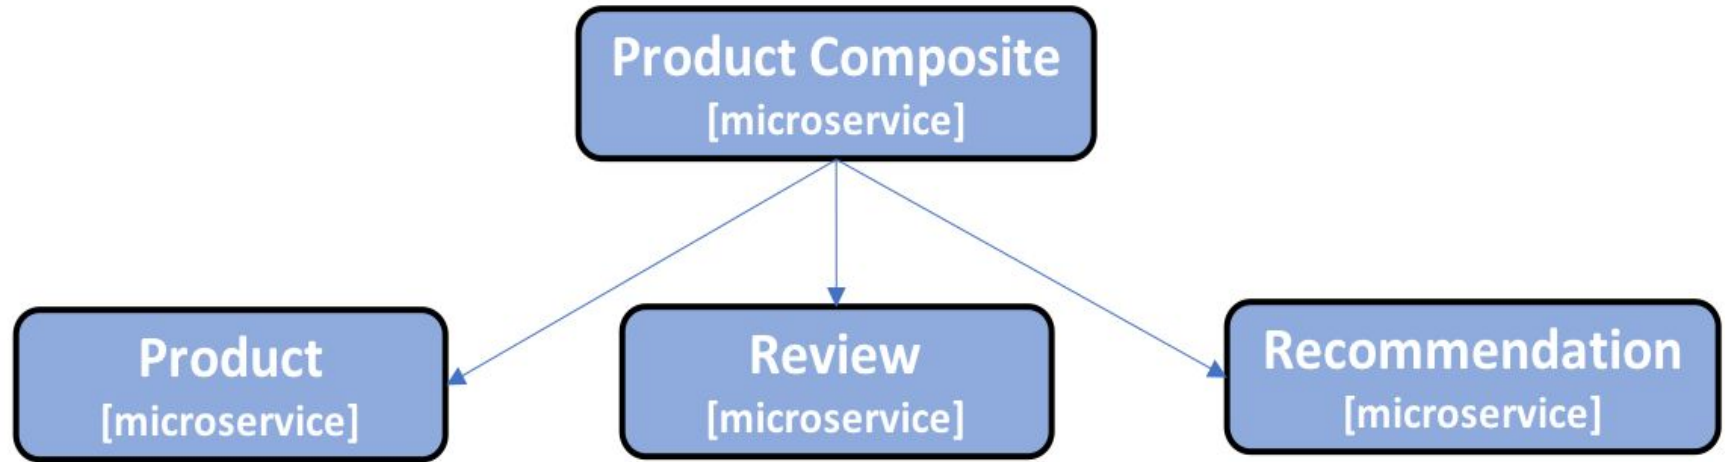 Product Composite
[microservice]
Product
[microservice]
Review
[microservice]
Recommendation
[microservice]